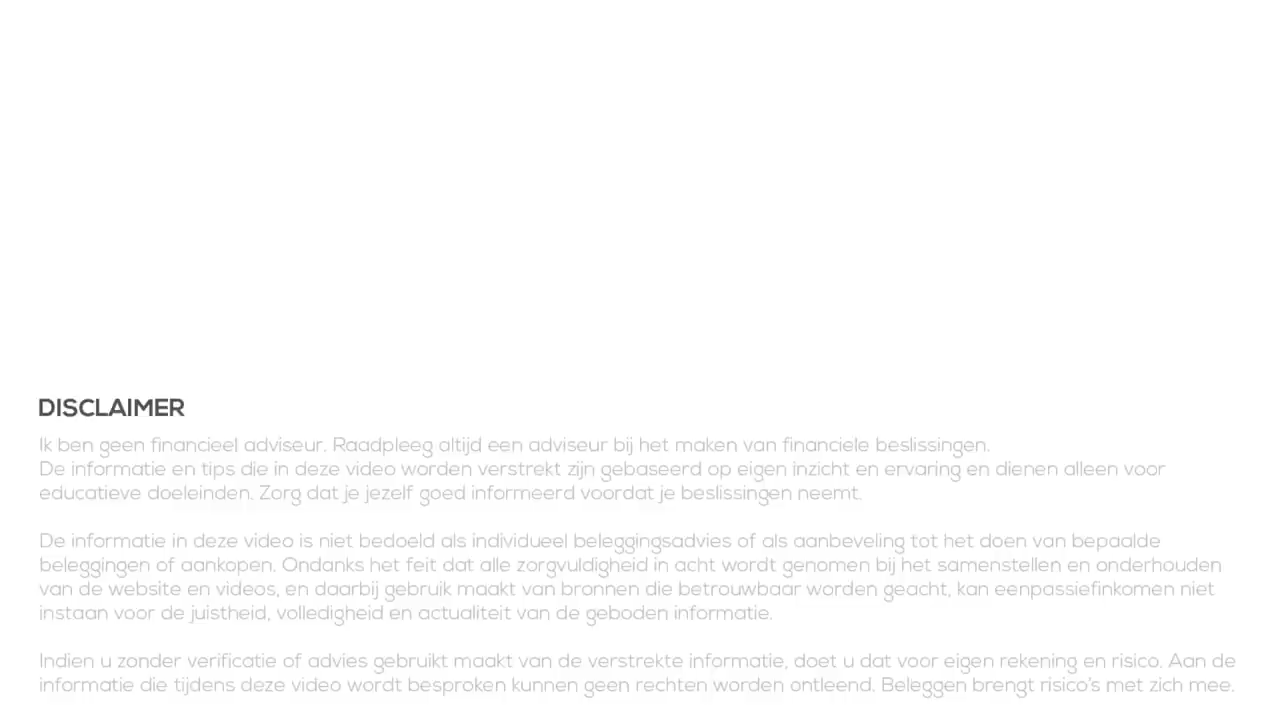 DISCLAIMER
Ik ben geen financieel adviseur. Raadpleeg altijd een adviseur bij het maken van financiele beslissingen.
De informatie en tips die in deze video worden verstrekt zijn gebaseerd op eigen inzicht en ervaring en dienen alleen voor
educatieve doeleinden. Zorg dat je jezelf goed informeerd voordat je beslissingen neemt.
De informatie in deze video is niet bedoeld als individueel beleggingsadvies of als aanbeveling tot het doen van bepaalde
beleggingen of aankopen. Ondanks het feit dat alle zorgvuldigheid in acht wordt genomen bij het samenstellen en onderhouden
van de website en videos, en daarbij gebruik maakt van bronnen die betrouwbaar worden geacht, kan eenpassiefinkomen niet
instaan voor de juistheid, volledigheid en actualiteit van de geboden informatie.
Indien u zonder verificatie of advies gebruikt maakt van de verstrekte informatie, doet u dat voor eigen rekening en risico. Aan de
informatie die tijdens deze video wordt besproken kunnen geen rechten worden ontleend. Beleggen brengt risico's met zich mee.